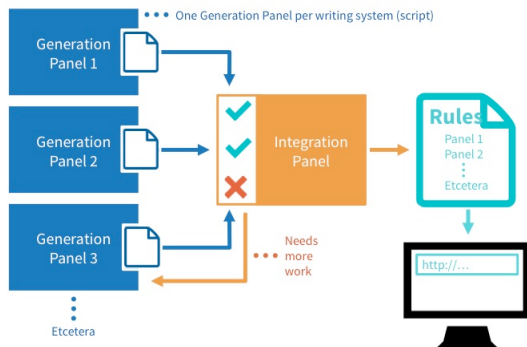 One Generation Panel per writing system (script)
Generation
Panel 1
Generation
Panel 2
Generation
Panel 3
Etcetera
Integration
Panel
Needs
more
work
Rules
Panel 1
Panel 2
Etcetera
http://...